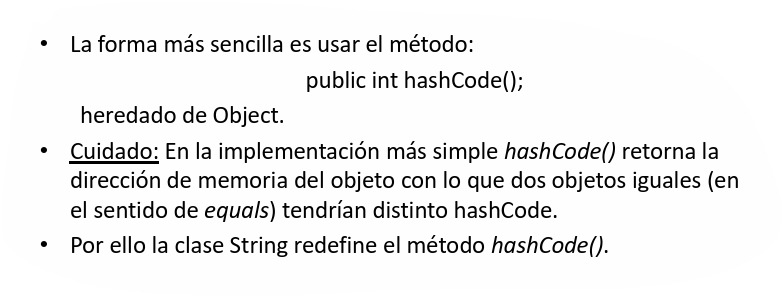 • La forma más sencilla es usar el método:
public int hashCode();
heredado de Object.
• Cuidado: En la implementación más simple hashCode() retorna la
dirección de memoria del objeto con lo que dos objetos iguales (en
el sentido de equals) tendrían distinto hashCode.
• Por ello la clase String redefine el método hashCode().